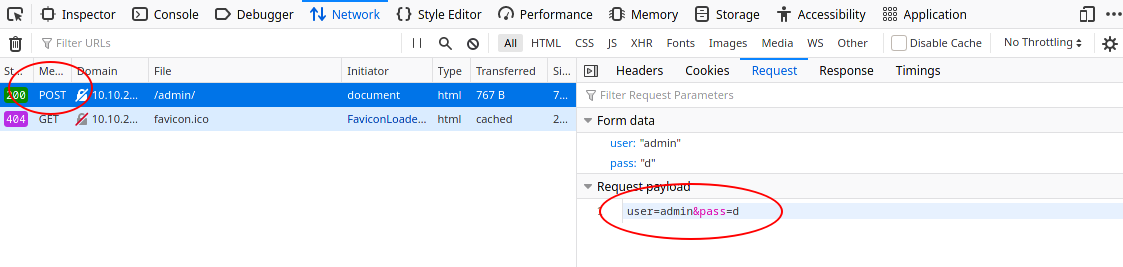 Inspector Console Debugger Network Style Editor Performance Memory Storage Accessibility Application
Filter URLs All HTML CSS JS XHR Fonts Images Media WS Other Disable Cache No Throttling
St... Me... Domain File Initiator Type Transferred Si...
200 POST 10.10.2... /admin/ document html 767 B 7...
404 GET 10.10.2... favicon.ico FaviconLoade... html cached 2...
Headers Cookies Request Response Timings
Filter Request Parameters
Form data
user: "admin"
pass: "d"
Request payload
1 user=admin&pass=d